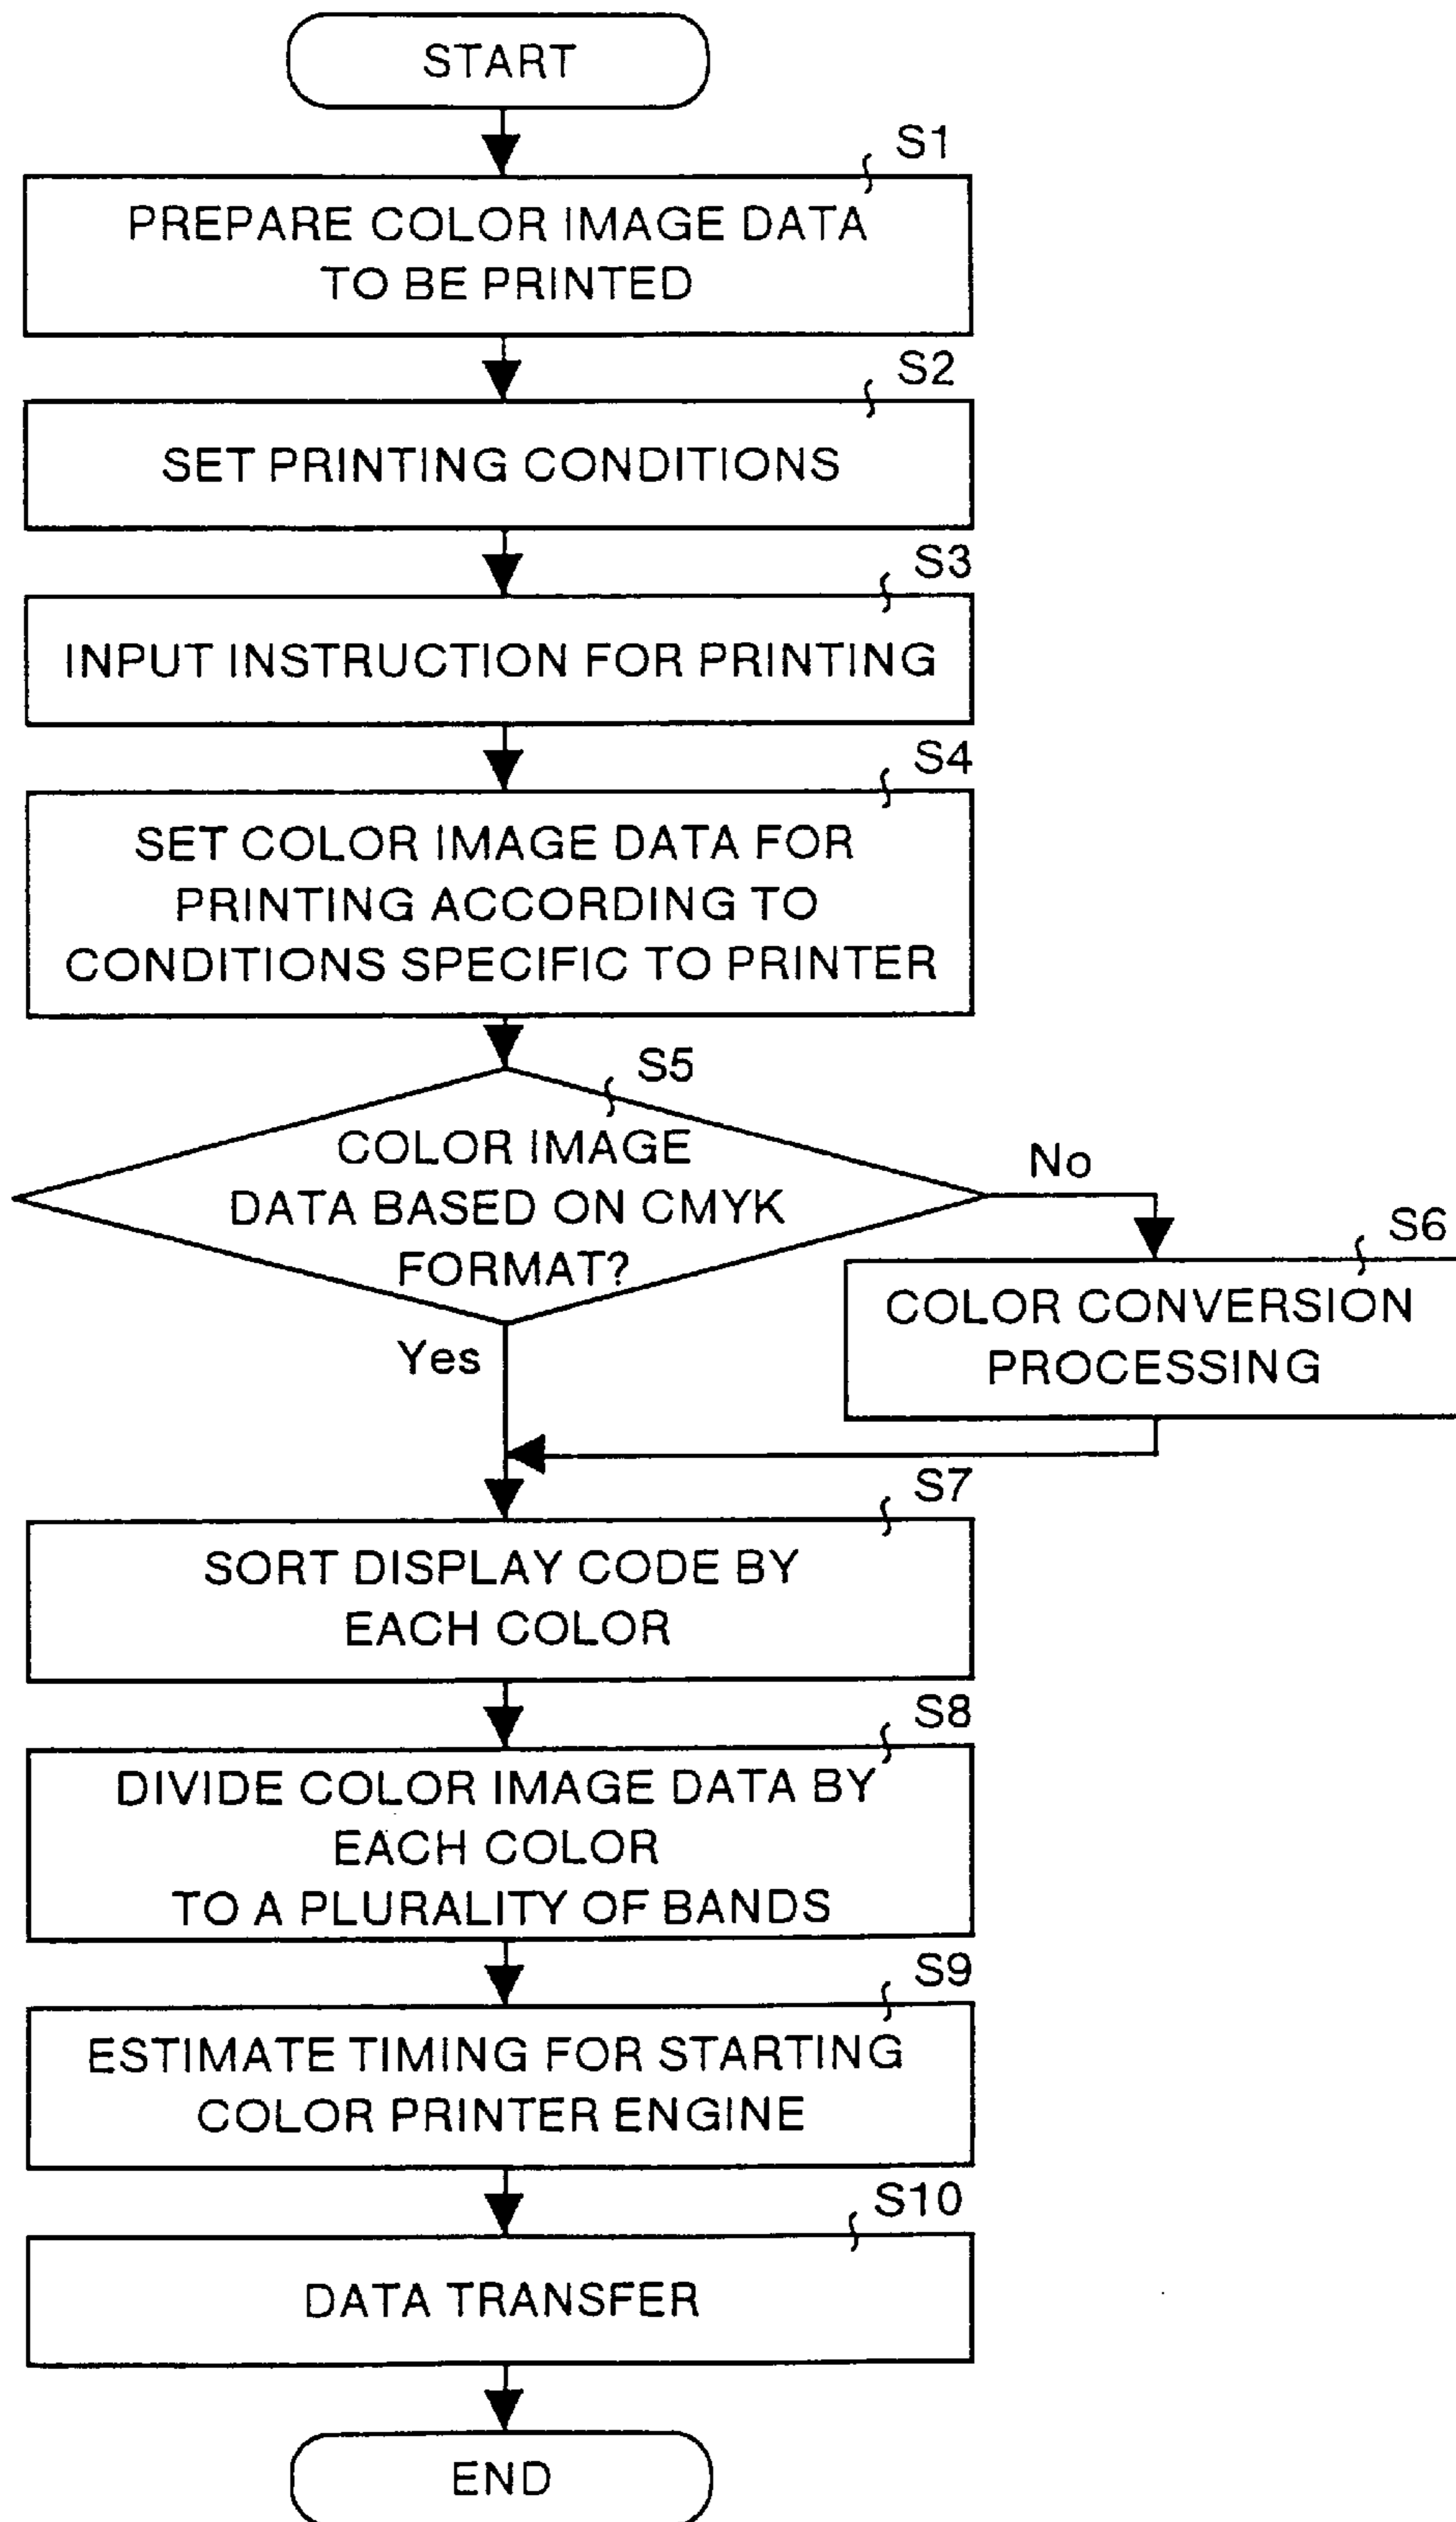 START
S1
PREPARE COLOR IMAGE DATA
TO BE PRINTED
S2
SET PRINTING CONDITIONS
S3
INPUT INSTRUCTION FOR PRINTING
S4
SET COLOR IMAGE DATA FOR
PRINTING ACCORDING TO
CONDITIONS SPECIFIC TO PRINTER
S5
COLOR IMAGE
DATA BASED ON CMYK
FORMAT?
No
Yes
S6
COLOR CONVERSION
PROCESSING
S7
SORT DISPLAY CODE BY
EACH COLOR
S8
DIVIDE COLOR IMAGE DATA BY
EACH COLOR
TO A PLURALITY OF BANDS
S9
ESTIMATE TIMING FOR STARTING
COLOR PRINTER ENGINE
S10
DATA TRANSFER
END